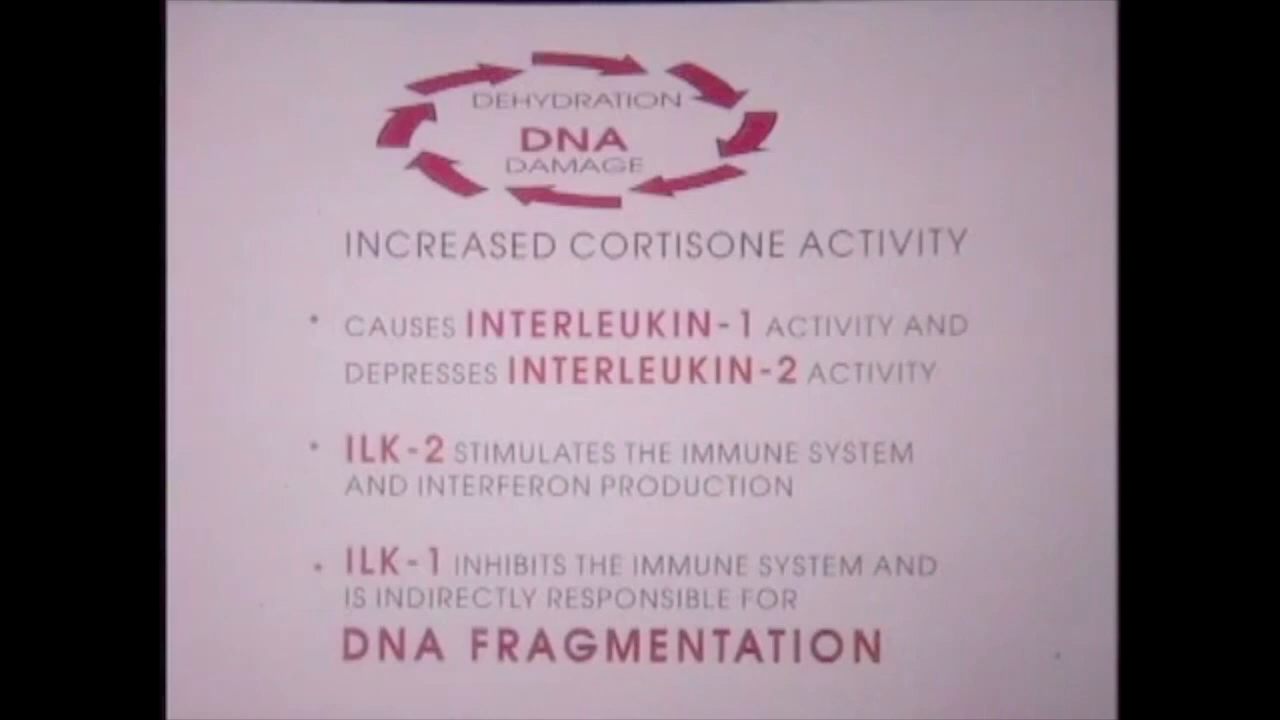 DEHYDRATION
DNA
DAMAGE
INCREASED CORTISONE ACTIVITY
• CAUSES INTERLEUKIN-1 ACTIVITY AND
DEPRESSES INTERLEUKIN-2 ACTIVITY
• ILK-2 STIMULATES THE IMMUNE SYSTEM
AND INTERFERON PRODUCTION
• ILK-1 INHIBITS THE IMMUNE SYSTEM AND
IS INDIRECTLY RESPONSIBLE FOR
DNA FRAGMENTATION